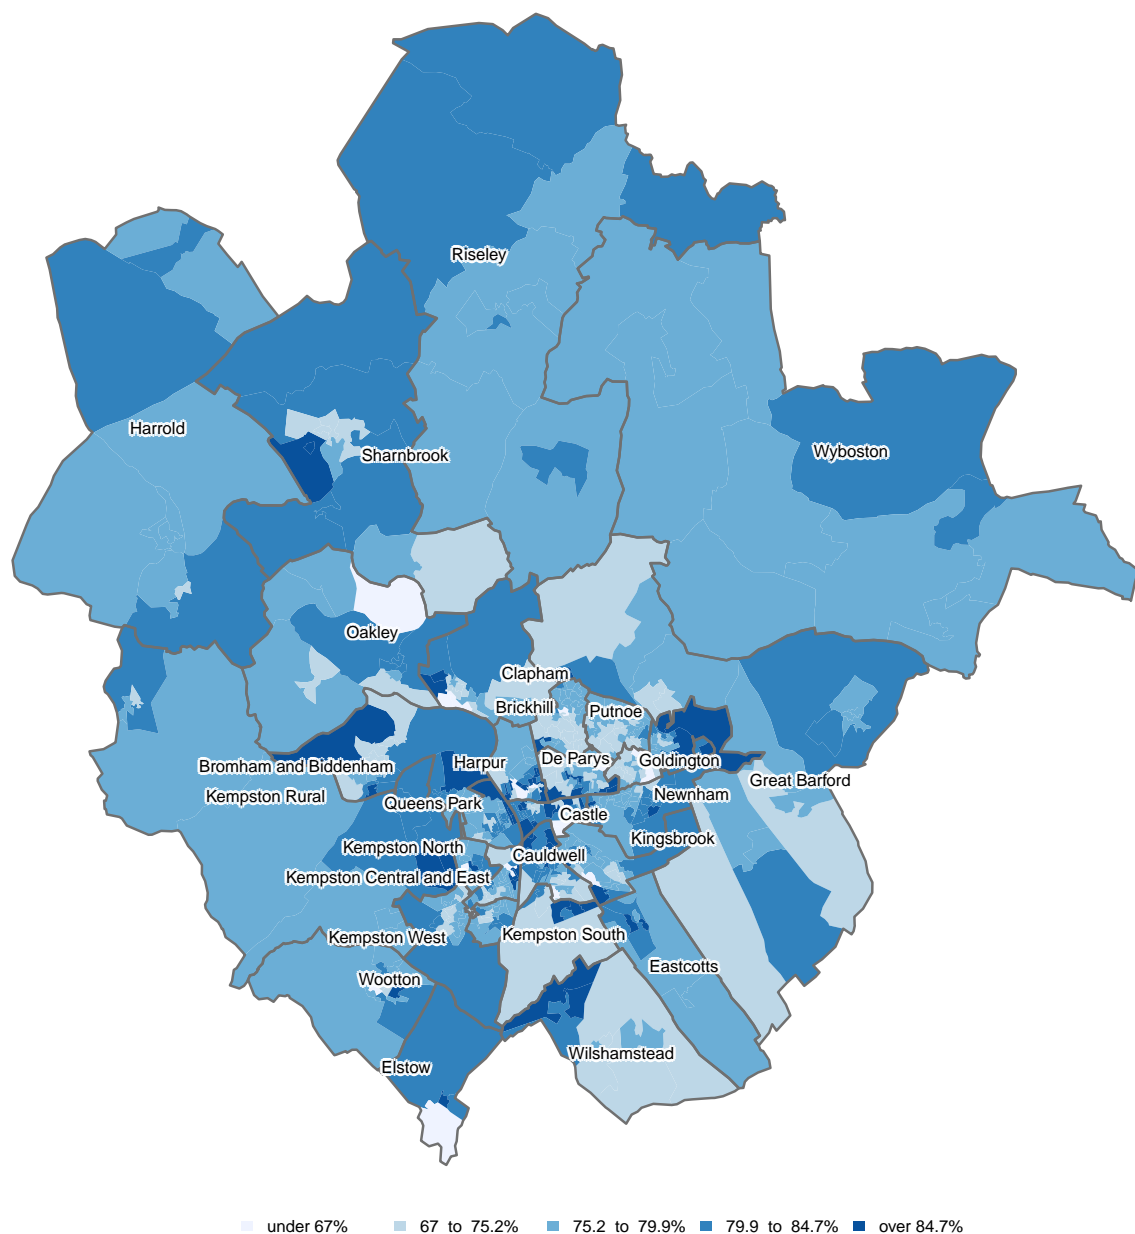 Riseley
Harrold
Wyboston
Sharnbrook
Oakley
Clapham
Brickhill
Putnoe
De Parys
Goldington
Harpur
Bromham and Biddenham
Great Barford
Kempston Rural
Newnham
Queens Park
Castle
Kingsbrook
Kempston North
Cauldwell
Kempston Central and East
Kempston West
Kempston South
Eastcotts
Wootton
Wilshamstead
Elstow
under 67% 67 to 75.2% 75.2 to 79.9% 79.9 to 84.7% over 84.7%